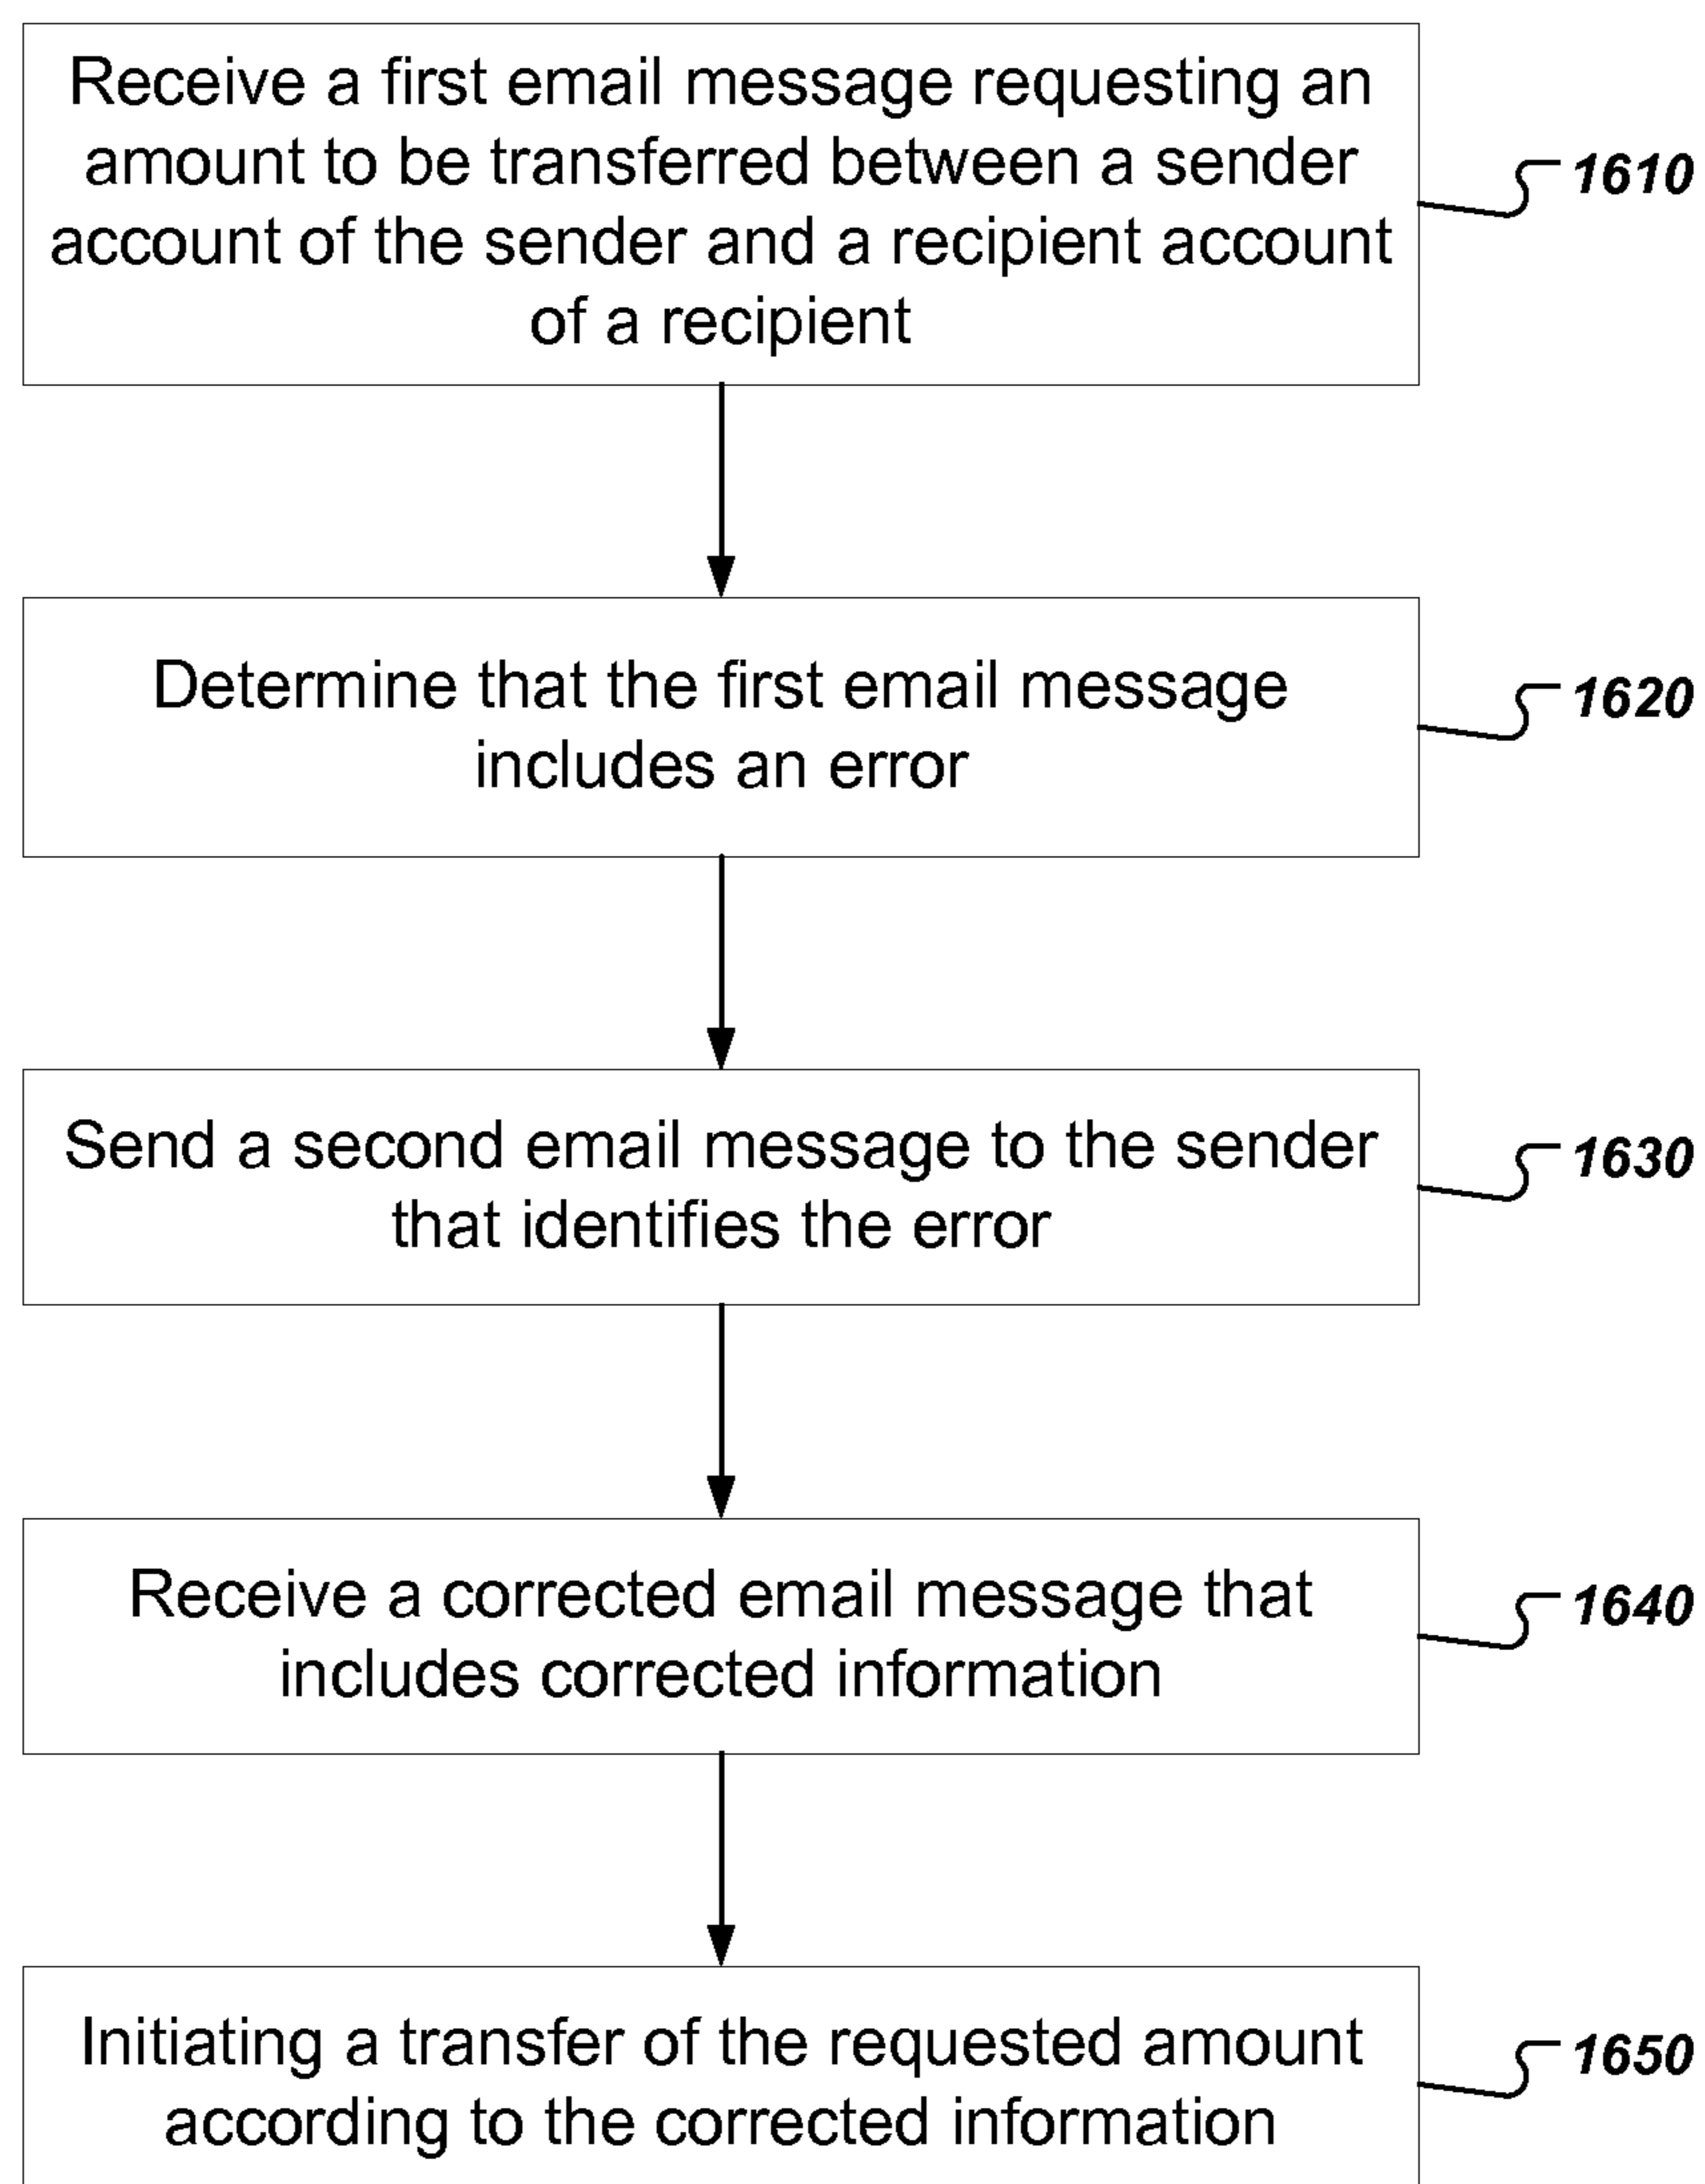 Receive a first email message requesting an
amount to be transferred between a sender
account of the sender and a recipient account
of a recipient
1610
Determine that the first email message
includes an error
1620
Send a second email message to the sender
that identifies the error
1630
Receive a corrected email message that
includes corrected information
1640
Initiating a transfer of the requested amount
according to the corrected information
1650